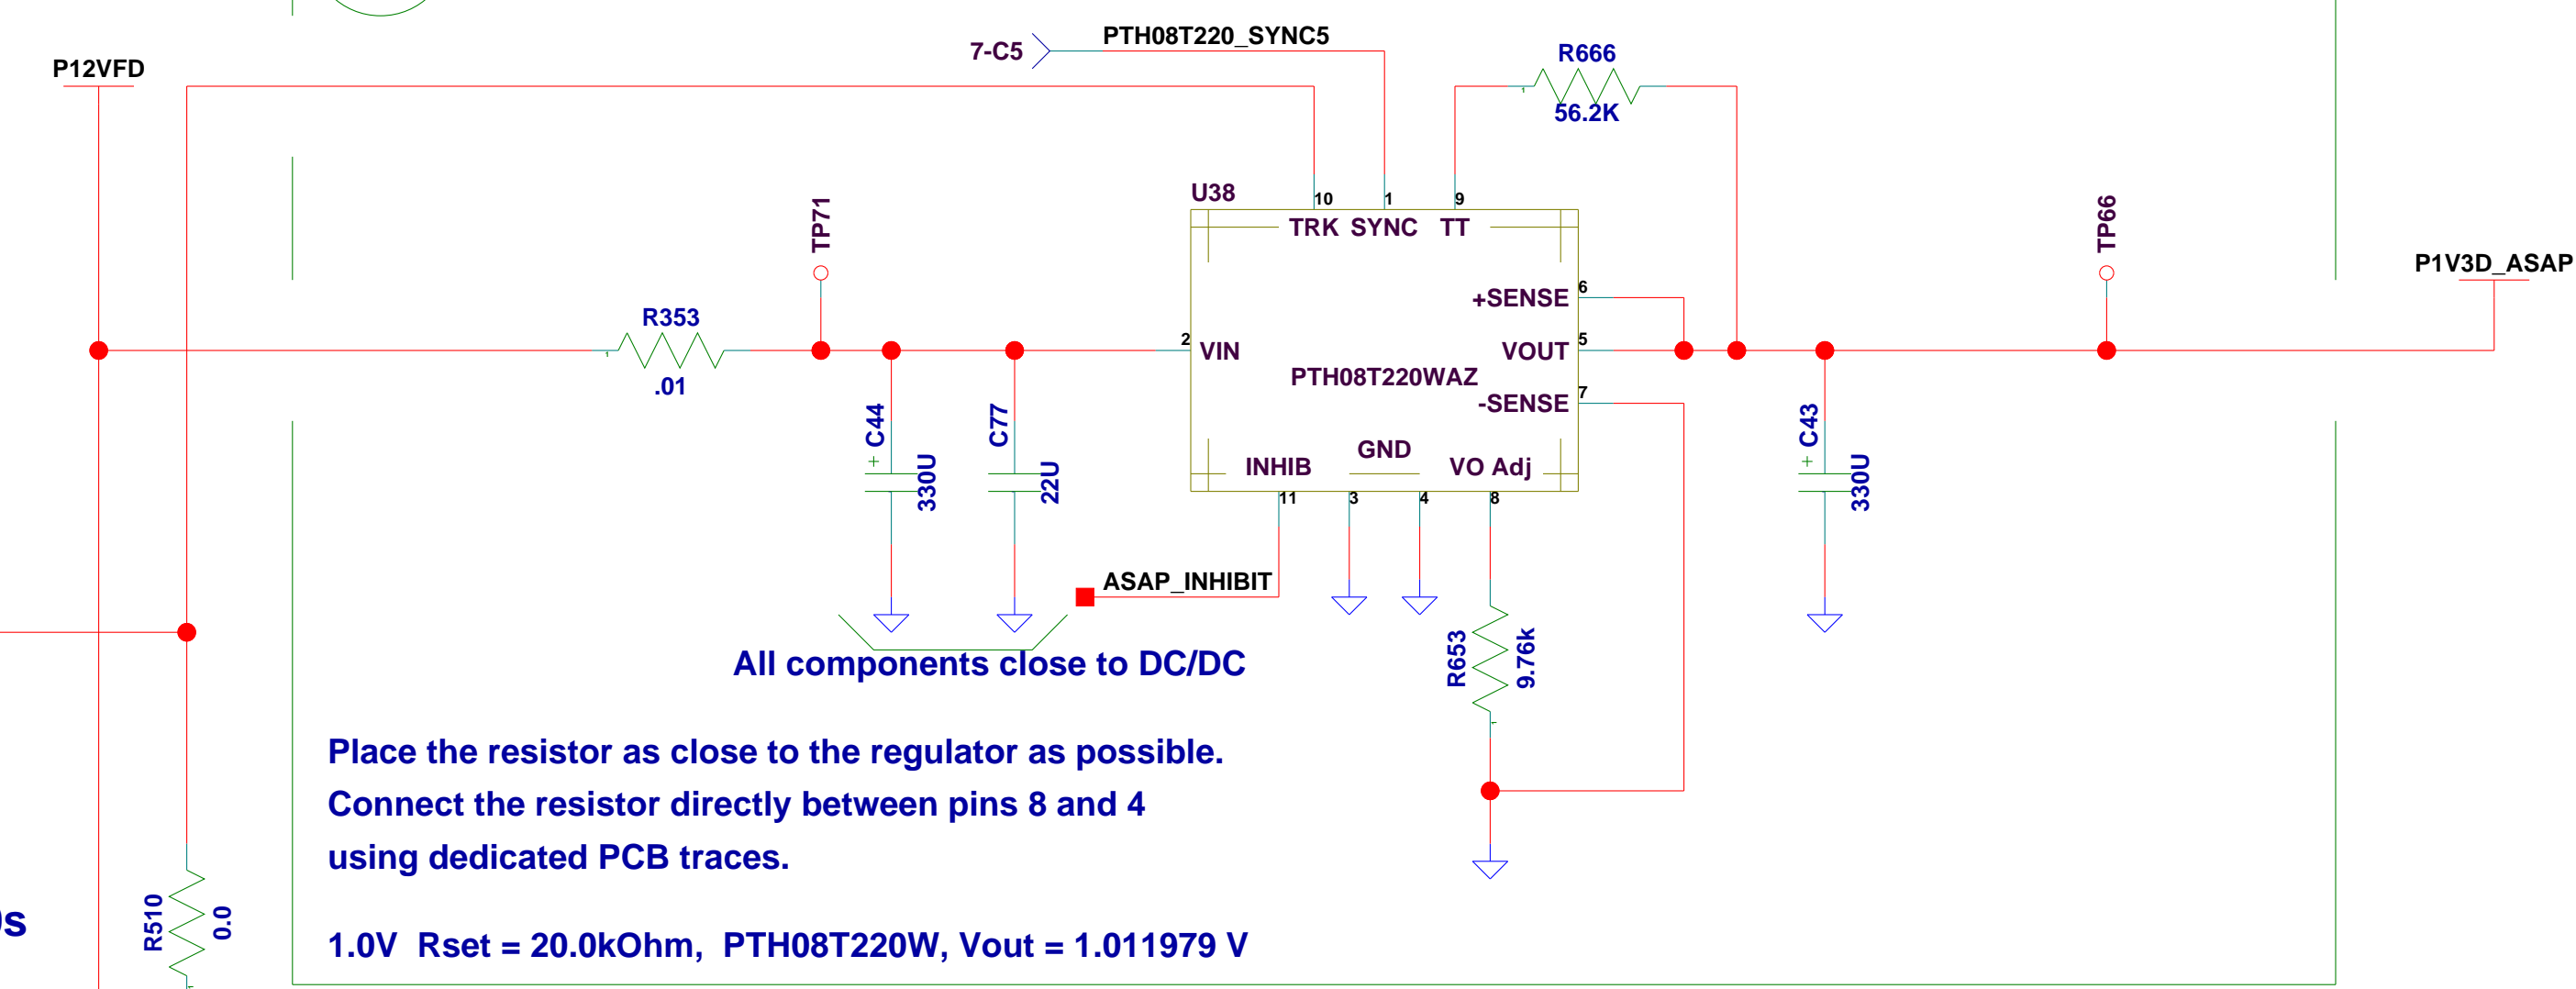 7-C5
PTH08T220_SYNC5
P12VFD
R666
1
56.2K
U38
10
1
9
TRK SYNC TT
TP71
TP66
P1V3D_ASAP
+SENSE
6
R353
1
.01
2
VIN
VOUT
5
PTH08T220WAZ
-SENSE
7
C44
+
330U
C77
22U
C43
+
330U
GND
INHIB
VO Adj
11
3
4
8
ASAP_INHIBIT
R653
9.76k
1
All components close to DC/DC
Place the resistor as close to the regulator as possible.
Connect the resistor directly between pins 8 and 4
using dedicated PCB traces.
R510
0.0
1.0V Rset = 20.0kOhm, PTH08T220W, Vout = 1.011979 V